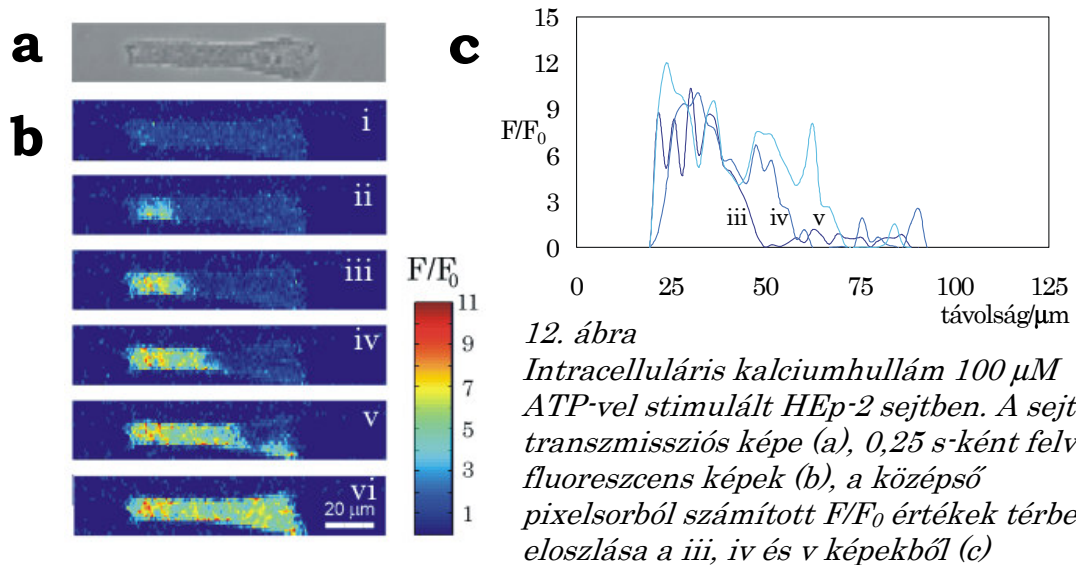 a
b
i
ii
iii
iv
v
vi
20 μm
F/F₀
11
9
7
5
3
1
c
15
12
9
6
3
0
F/F₀
iii
iv
v
0
25
50
75
100
125
távolság/μm
12. ábra
Intracelluláris kalciumhullám 100 μM
ATP-vel stimulált HEp-2 sejtben. A sejt
transzmissziós képe (a), 0,25 s-ként felv
fluoreszcens képek (b), a középső
pixelsorból számított F/F₀ értékek térbe
eloszlása a iii, iv és v képekből (c)